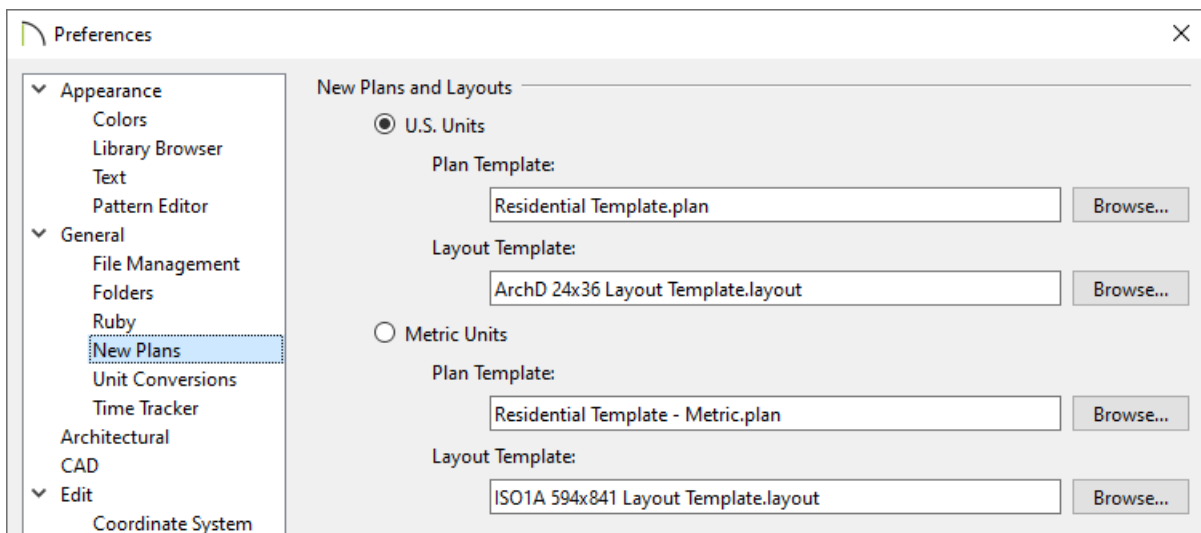 Preferences
Appearance
Colors
Library Browser
Text
Pattern Editor
General
File Management
Folders
Ruby
New Plans
Unit Conversions
Time Tracker
Architectural
CAD
Edit
Coordinate System
New Plans and Layouts
U.S. Units
Plan Template:
Residential Template.plan Browse...
Layout Template:
ArchD 24x36 Layout Template.layout Browse...
Metric Units
Plan Template:
Residential Template - Metric.plan Browse...
Layout Template:
ISO1A 594x841 Layout Template.layout Browse...